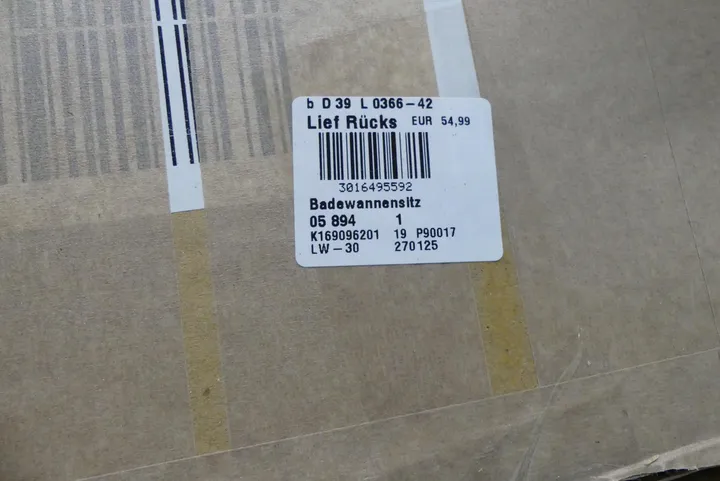 b D 39 L 0366-42
Lief Rücks EUR 54,99
3016495592
Badewannensitz
05 894 1
K169096201 19 P90017
LW-30 270125